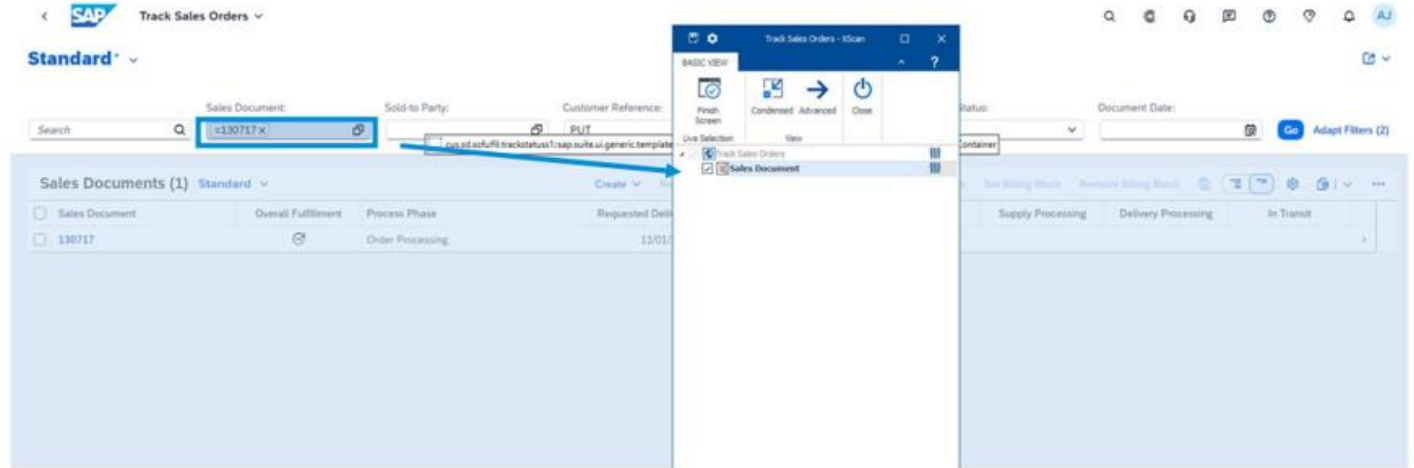 SAP Track Sales Orders AJ
Standard*
Track Sales Orders - XScan
BASIC VIEW ?
Finish Screen Condensed Advanced Close
Live Selection View
Sales Document: Sold-to Party: Customer Reference: Status: Document Date:
Search =130717 x PUT Go Adapt Filters (2)
Container
Track Sales Orders
Sales Document
Sales Documents (1) Standard Create Set Billing Block Remove Billing Block
Sales Document Overall Fulfillment Process Phase Requested Deli Supply Processing Delivery Processing In Transit
130717 Order Processing